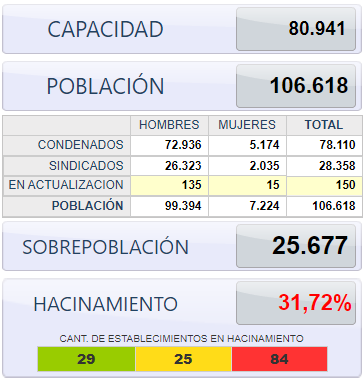 CAPACIDAD 80.941
POBLACIÓN 106.618
HOMBRES MUJERES TOTAL
CONDENADOS 72.936 5.174 78.110
SINDICADOS 26.323 2.035 28.358
EN ACTUALIZACION 135 15 150
POBLACIÓN 99.394 7.224 106.618
SOBREPOBLACIÓN 25.677
HACINAMIENTO 31,72%
CANT. DE ESTABLECIMIENTOS EN HACINAMIENTO
29 25 84